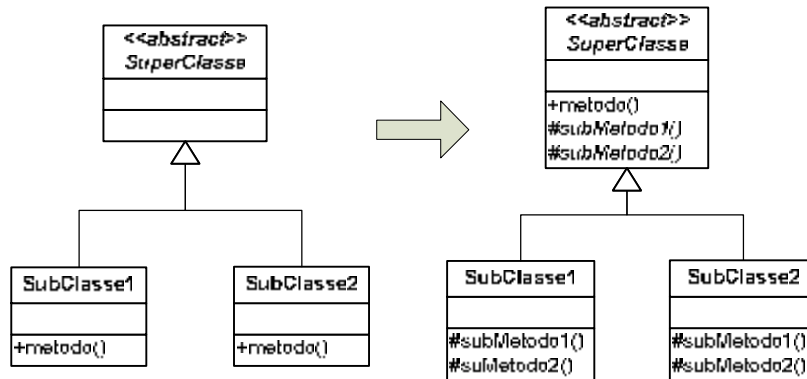 <<abstract>>
SuperClasse
SubClasse1
+metodo()
SubClasse2
+metodo()
<<abstract>>
SuperClasse
+metodo()
#subMetodo1()
#subMetodo2()
SubClasse1
#subMetodo1()
#suMetodo2()
SubClasse2
#subMetodo1()
#subMetodo2()